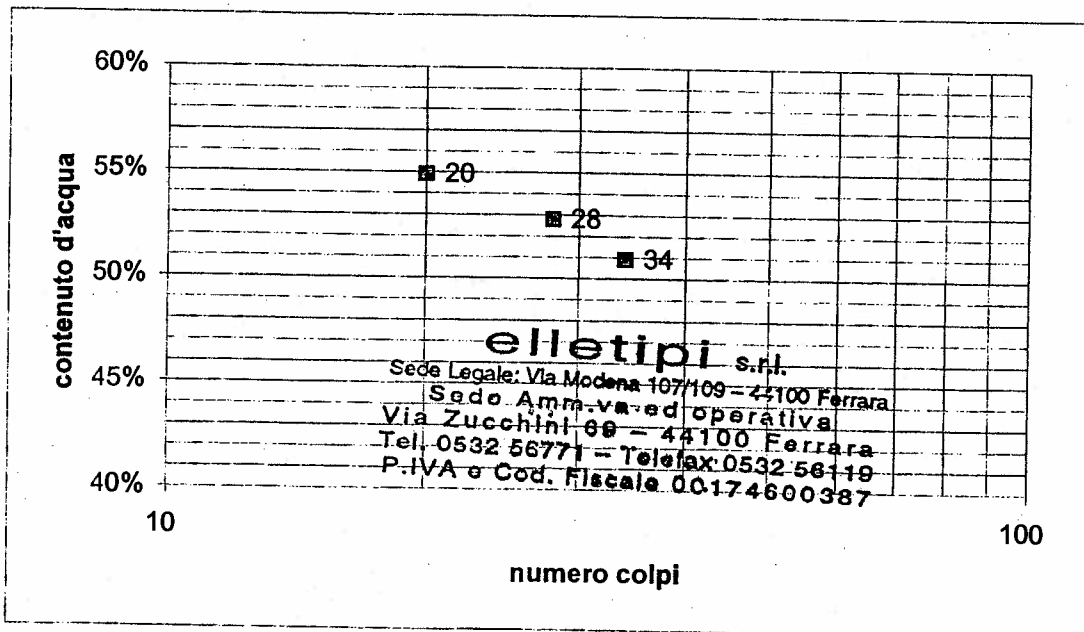 60%
55%
50%
45%
40%
contenuto d'acqua
20
28
34
elletipi s.r.l.
Sede Legale: Via Modena 107/109 – 44100 Ferrara
Sede Amm.va ed operativa
Via Zucchini 69 – 44100 Ferrara
Tel. 0532 56771 – Telefax 0532 56119
P.IVA e Cod. Fiscale 00174600387
10
100
numero colpi